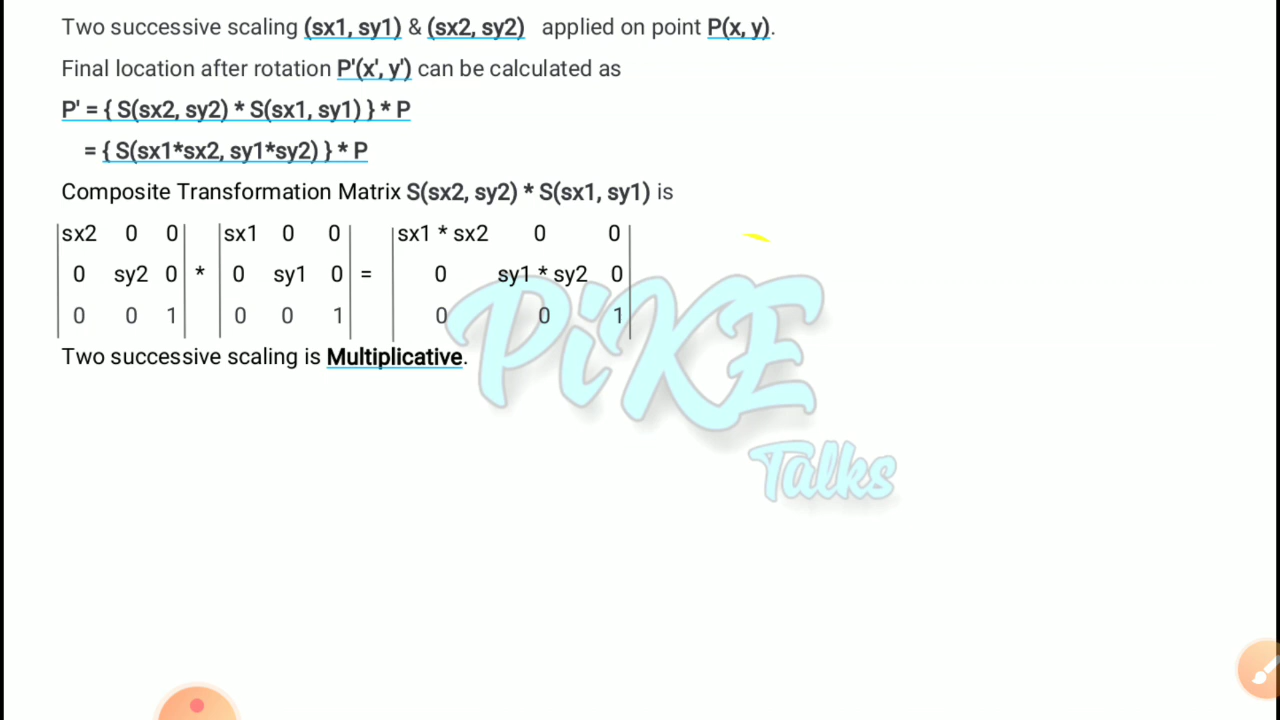 Two successive scaling (sx1, sy1) & (sx2, sy2) applied on point P(x, y).
Final location after rotation P'(x', y') can be calculated as
P' = { S(sx2, sy2) * S(sx1, sy1) } * P
= { S(sx1*sx2, sy1*sy2) } * P
Composite Transformation Matrix S(sx2, sy2) * S(sx1, sy1) is
|sx2 0 0| |sx1 0 0| |sx1 * sx2 0 0|
|0 sy2 0| * |0 sy1 0| = |0 sy1 * sy2 0|
|0 0 1| |0 0 1| |0 0 1|
Two successive scaling is Multiplicative.
PiKE
Talks